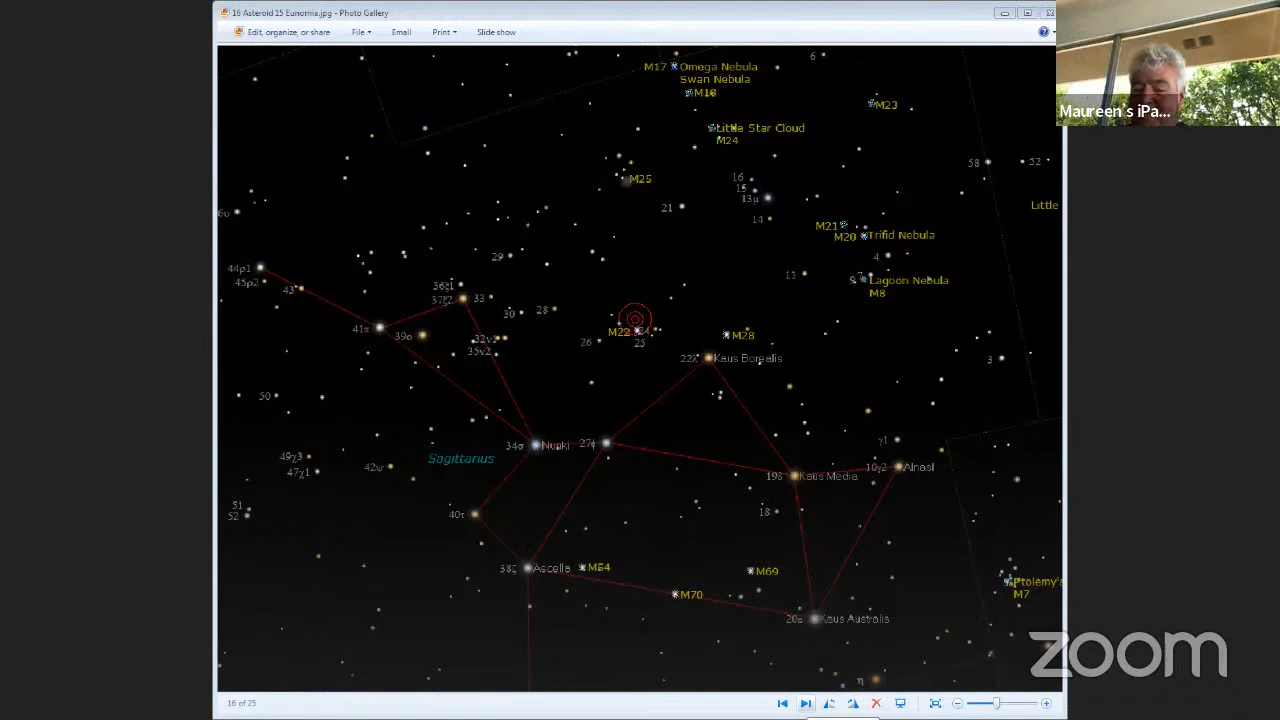 16 Asteroid 15 Eunomia.jpg - Photo Gallery
Edit, organize, or share
File
Email
Print
Slide show
Maureen's iPa...
M17
Omega Nebula
Swan Nebula
M18
6
M23
Little Star Cloud
M24
58
52
M25
16
15
13μ
21
14
Little
M21
M20
Trifid Nebula
4
29
44ρ1
45ρ2
43
11
7
9
Lagoon Nebula
M8
36ξ1
37ξ2
33
30
28
41π
39ο
M22
24
25
26
M28
32ν1
35ν2
22λ
Kaus Borealis
3
50
γ1
34σ
Nunki
27φ
Sagittarius
49χ3
47χ1
42ψ
19δ
Kaus Media
10γ2
Alnasl
51
52
40τ
18
38ζ
Ascella
M54
M69
M70
Ptolemy's
M7
20ε
Kaus Australis
η
zoom
16 of 25